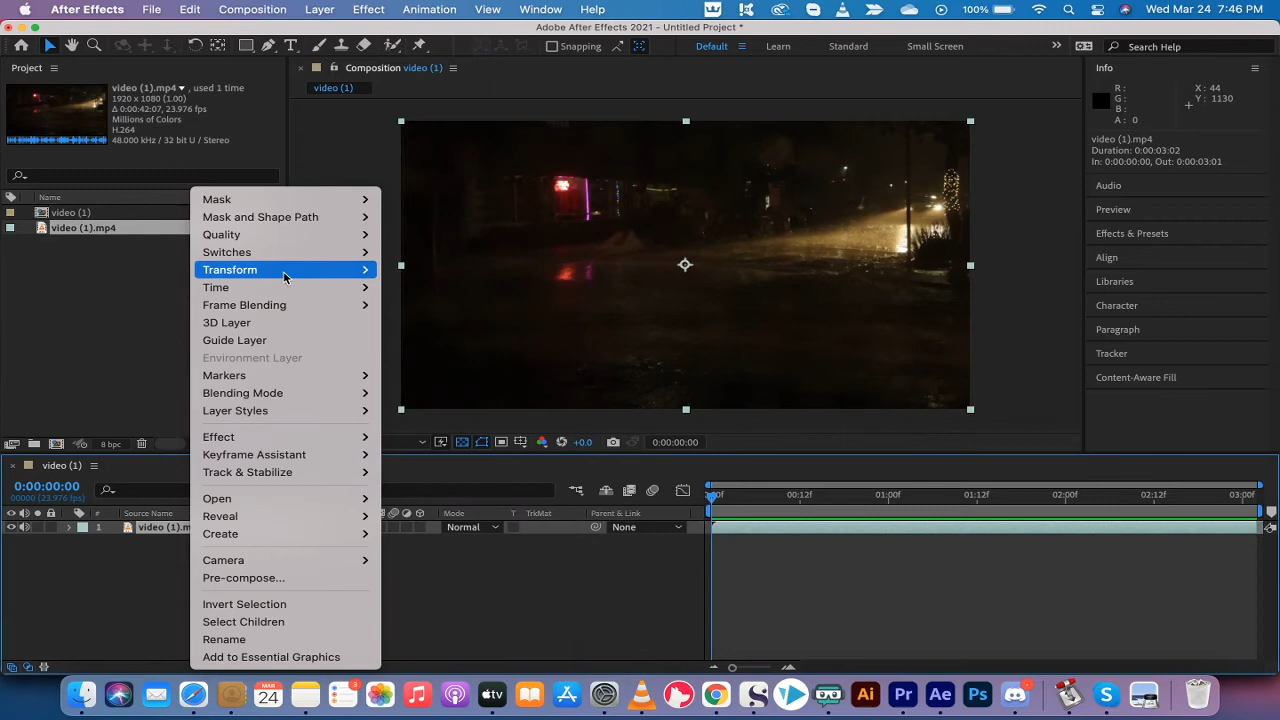 After Effects File Edit Composition Layer Effect Animation View Window Help 100% Wed Mar 24 7:46 PM
Adobe After Effects 2021 - Untitled Project *
Snapping Default Learn Standard Small Screen Search Help
Project
video (1).mp4 , used 1 time
1920 x 1080 (1.00)
Δ 0:00:42:07, 23.976 fps
Millions of Colors
H.264
48.000 kHz / 32 bit U / Stereo
Name
video (1)
video (1).mp4
8 bpc
Composition video (1)
video (1)
Mask
Mask and Shape Path
Quality
Switches
Transform
Time
Frame Blending
3D Layer
Guide Layer
Environment Layer
Markers
Blending Mode
Layer Styles
Effect
Keyframe Assistant
Track & Stabilize
Open
Reveal
Create
Camera
Pre-compose...
Invert Selection
Select Children
Rename
Add to Essential Graphics
+0.0 0:00:00:00
Info
R :
G :
B :
A : 0
X : 44
Y : 1130
video (1).mp4
Duration: 0:00:03:02
In: 0:00:00:00, Out: 0:00:03:01
Audio
Preview
Effects & Presets
Align
Libraries
Character
Paragraph
Tracker
Content-Aware Fill
video (1)
0:00:00:00
00000 (23.976 fps)
00:12f 01:00f 01:12f 02:00f 02:12f 03:00f
# Source Name Mode T TrkMat Parent & Link
1 video (1).m Normal None
MAR
24
3
tv
Ai Pr Ae Ps